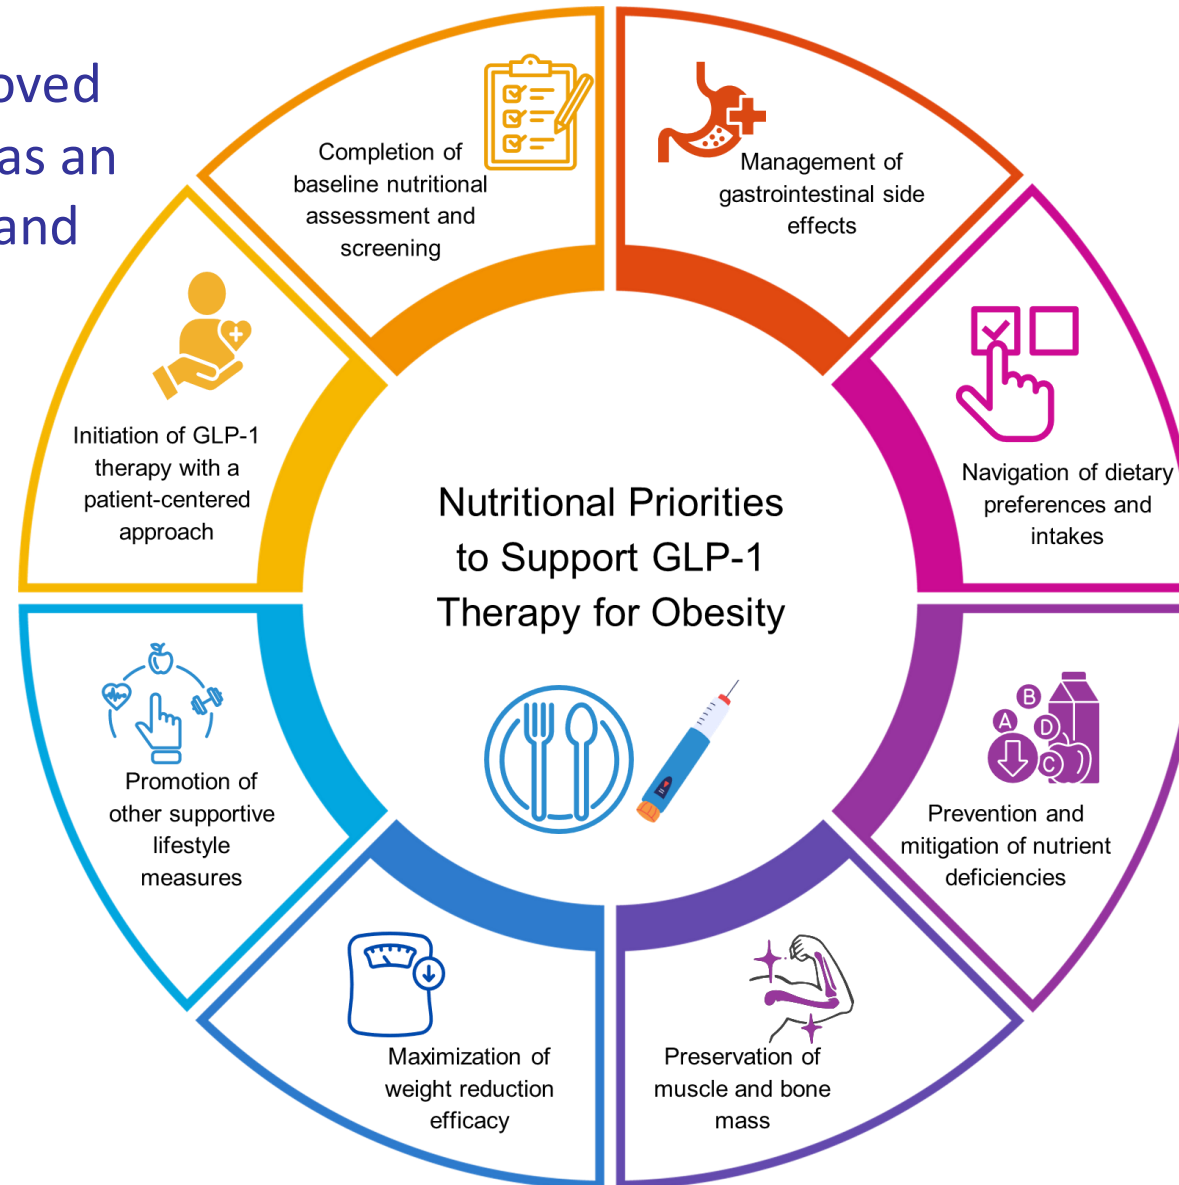 oved
as an
and
Completion of
baseline nutritional
assessment and
screening
Management of
gastrointestinal side
effects
Initiation of GLP-1
therapy with a
patient-centered
approach
Navigation of dietary
preferences and
intakes
Nutritional Priorities
to Support GLP-1
Therapy for Obesity
Promotion of
other supportive
lifestyle
measures
A
B
D
C
Prevention and
mitigation of nutrient
deficiencies
Maximization of
weight reduction
efficacy
Preservation of
muscle and bone
mass